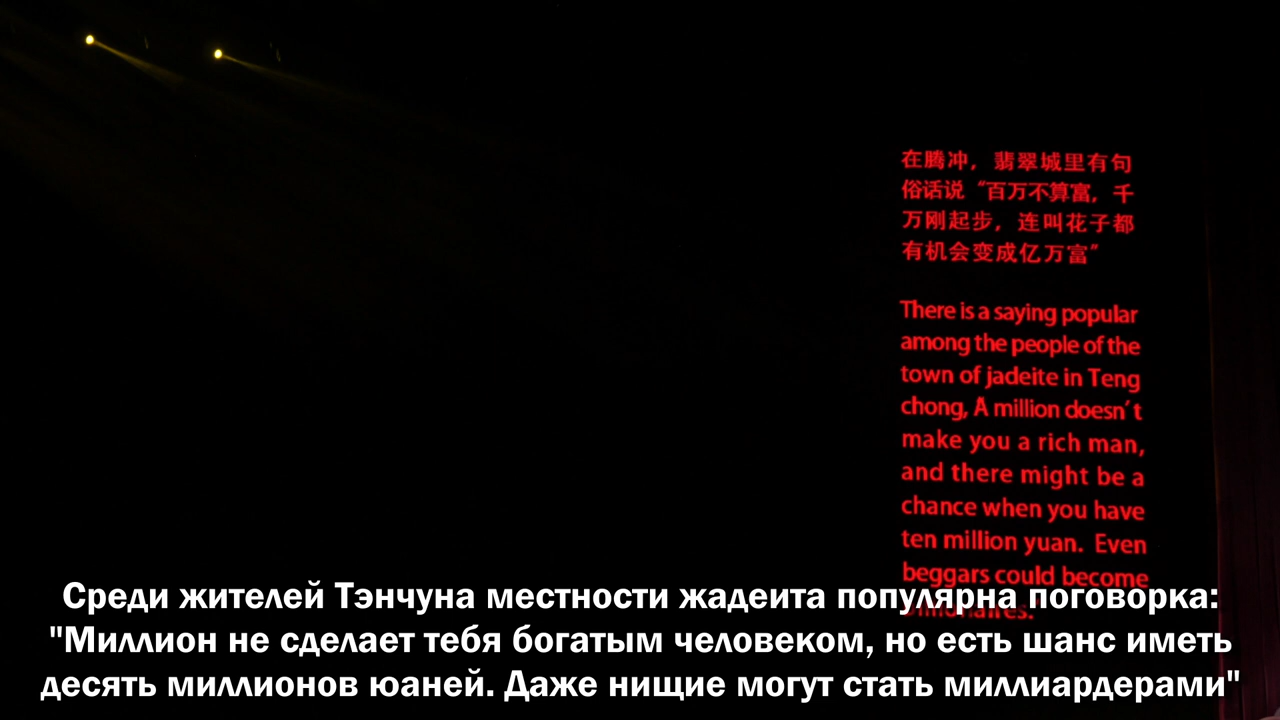 在腾冲，翡翠城里有句
俗话说“百万不算富，千
万刚起步，连叫花子都
有机会变成亿万富”
There is a saying popular
among the people of the
town of jadeite in Teng
chong, A million doesn't
make you a rich man,
and there might be a
chance when you have
ten million yuan. Even
beggars could become
Среди жителей Тэнчуна местности жадеита популярна поговорка:
"Миллион не сделает тебя богатым человеком, но есть шанс иметь
десять миллионов юаней. Даже нищие могут стать миллиардерами"